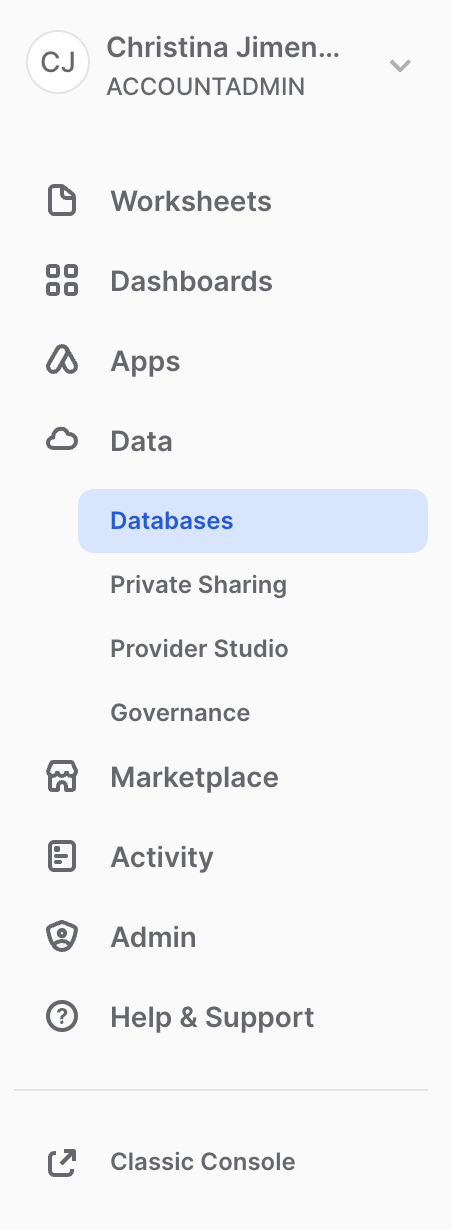 CJ
Christina Jimen...
ACCOUNTADMIN
Worksheets
Dashboards
Apps
Data
Databases
Private Sharing
Provider Studio
Governance
Marketplace
Activity
Admin
Help & Support
Classic Console